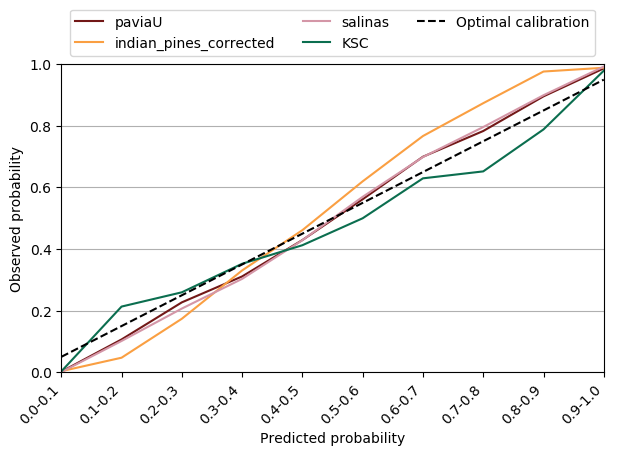 paviaU
indian_pines_corrected
salinas
KSC
Optimal calibration
1.0
0.8
0.6
0.4
0.2
0.0
Observed probability
0.0-0.1
0.1-0.2
0.2-0.3
0.3-0.4
0.4-0.5
0.5-0.6
0.6-0.7
0.7-0.8
0.8-0.9
0.9-1.0
Predicted probability